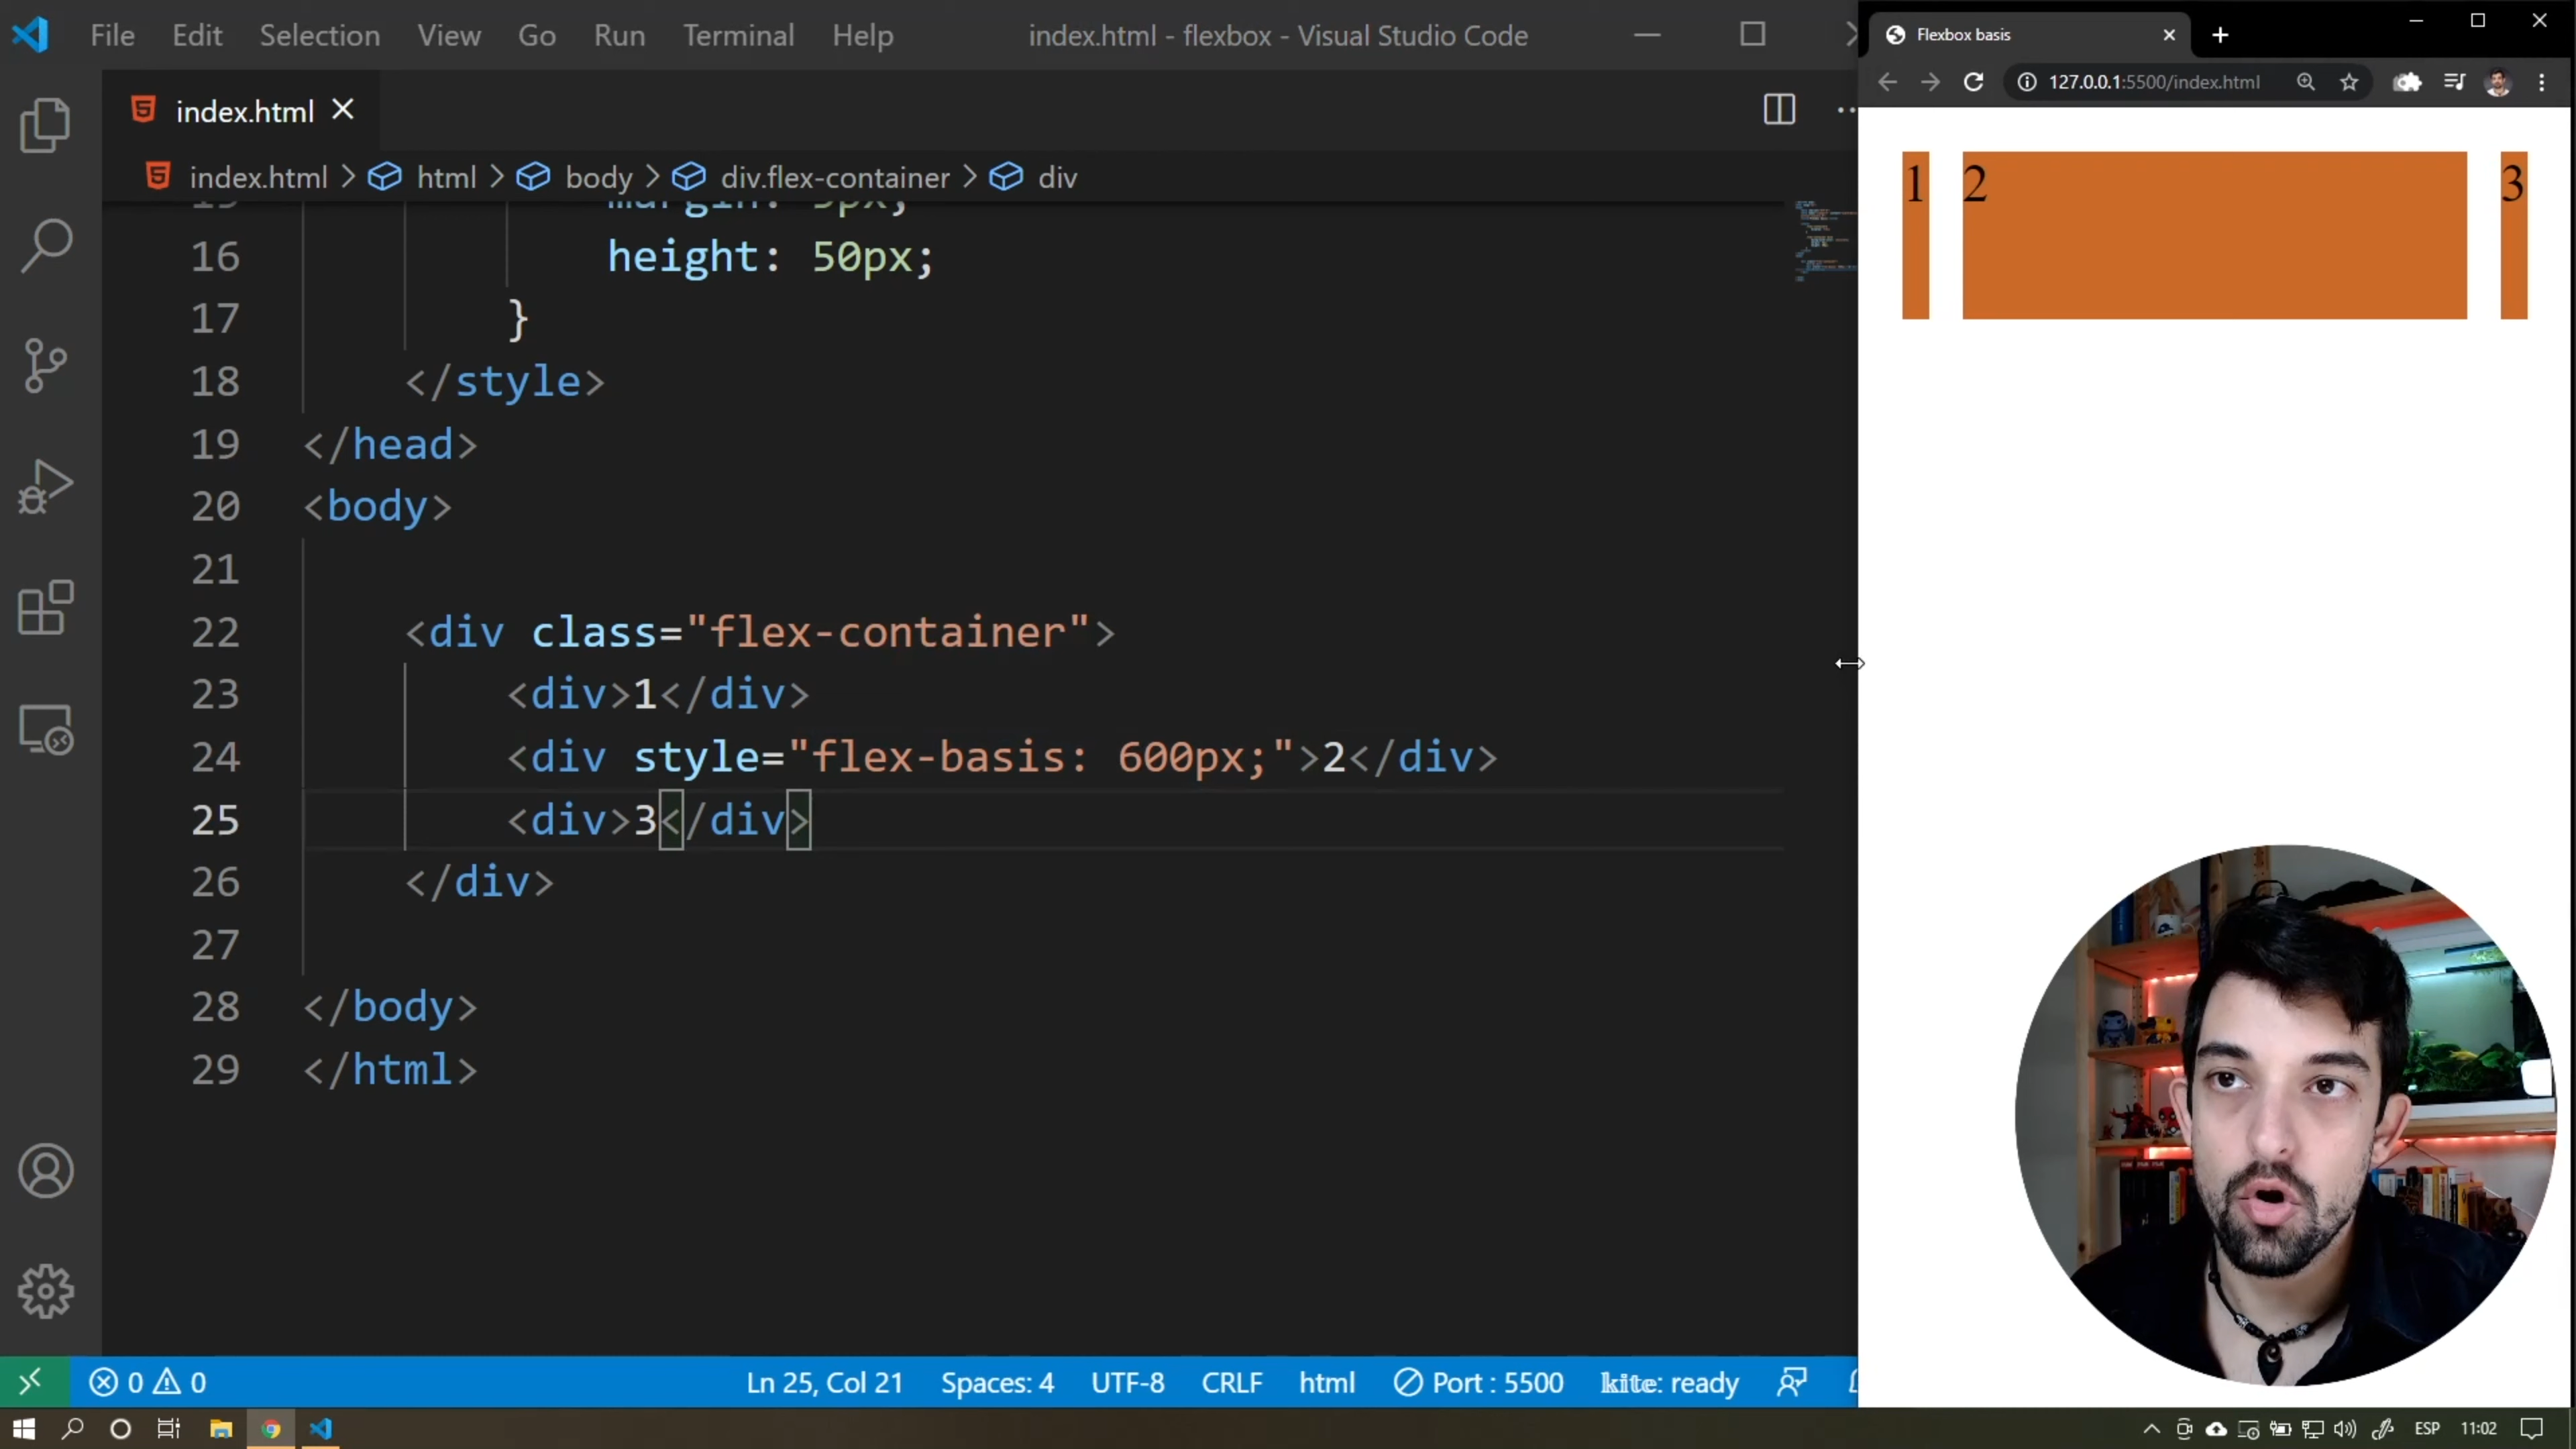 File Edit Selection View Go Run Terminal Help index.html - flexbox - Visual Studio Code
Flexbox basis
127.0.0.1:5500/index.html
index.html
index.html > html > body > div.flex-container > div
margin: 5px;
16 height: 50px;
17 }
18 </style>
19 </head>
20 <body>
21
22 <div class="flex-container">
23 <div>1</div>
24 <div style="flex-basis: 600px;">2</div>
25 <div>3</div>
26 </div>
27
28 </body>
29 </html>
1 2 3
0 0 Ln 25, Col 21 Spaces: 4 UTF-8 CRLF html Port : 5500 kite: ready
ESP 11:02